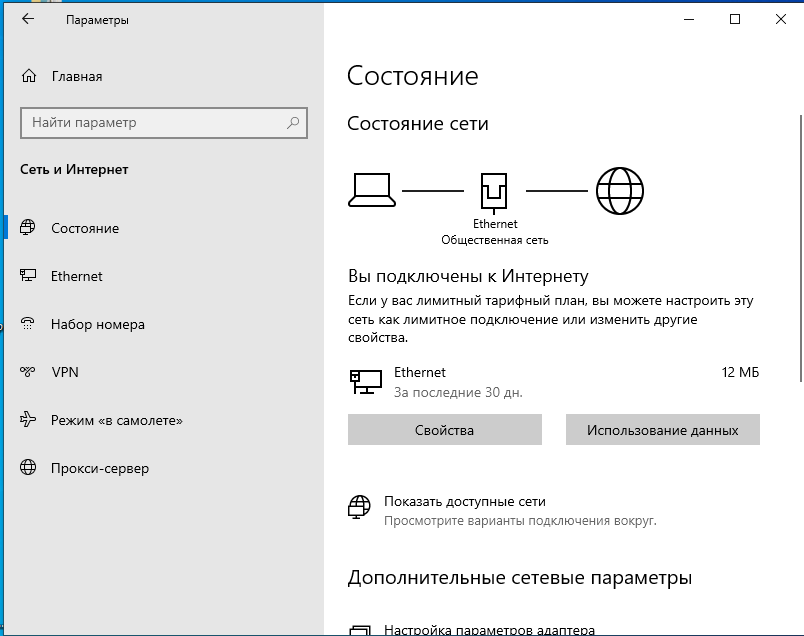 Параметры
Главная
Найти параметр
Сеть и Интернет
Состояние
Ethernet
Набор номера
VPN
Режим «в самолете»
Прокси-сервер
Состояние
Состояние сети
Ethernet
Общественная сеть
Вы подключены к Интернету
Если у вас лимитный тарифный план, вы можете настроить эту
сеть как лимитное подключение или изменить другие
свойства.
Ethernet 12 МБ
За последние 30 дн.
Свойства Использование данных
Показать доступные сети
Просмотрите варианты подключения вокруг.
Дополнительные сетевые параметры
Настройка параметров адаптера